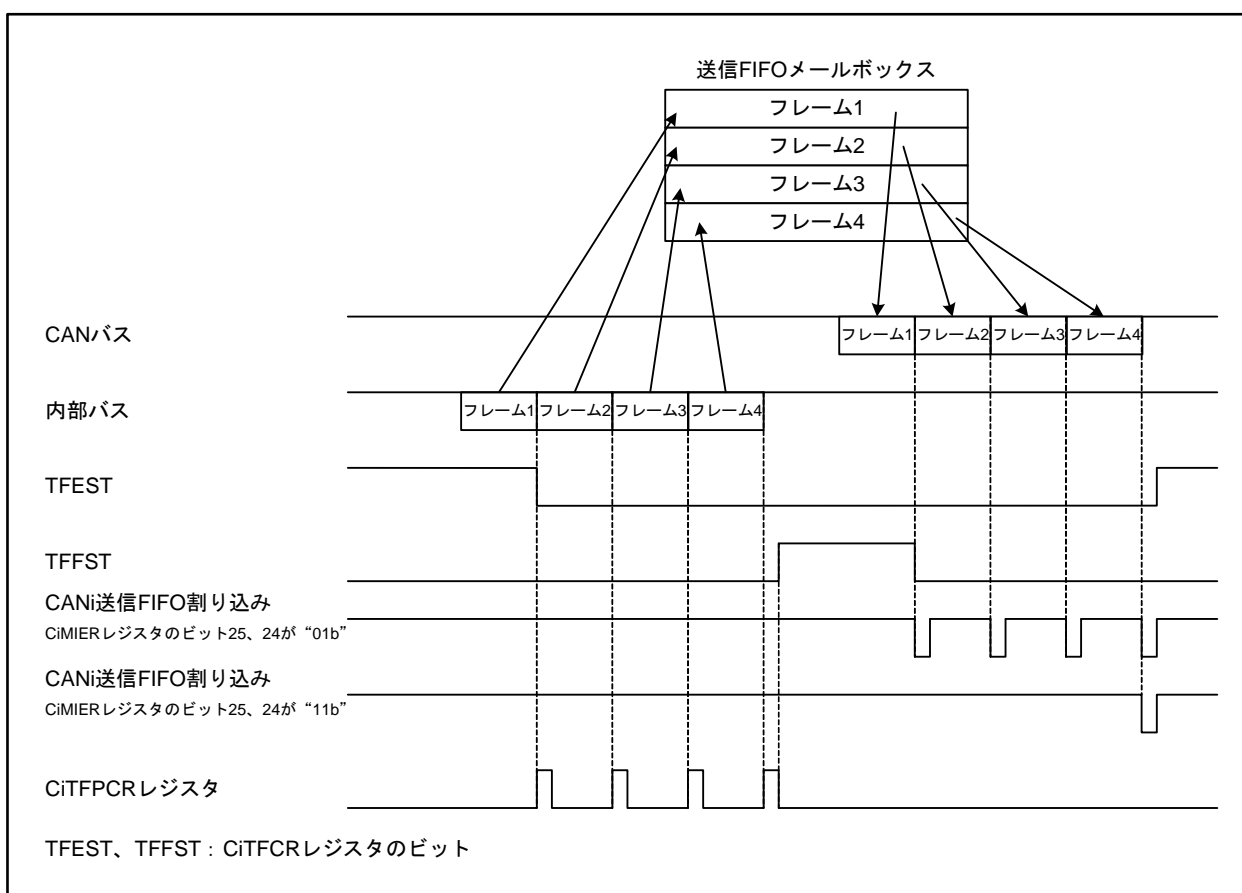 送信FIFOメールボックス
フレーム1
フレーム2
フレーム3
フレーム4
CANバス
フレーム1 フレーム2 フレーム3 フレーム4
内部バス
フレーム1 フレーム2 フレーム3 フレーム4
TFEST
TFFST
CANi送信FIFO割り込み
CiMIERレジスタのビット25、24が“01b”
CANi送信FIFO割り込み
CiMIERレジスタのビット25、24が“11b”
CiTFPCRレジスタ
TFEST、TFFST : CiTFCRレジスタのビット